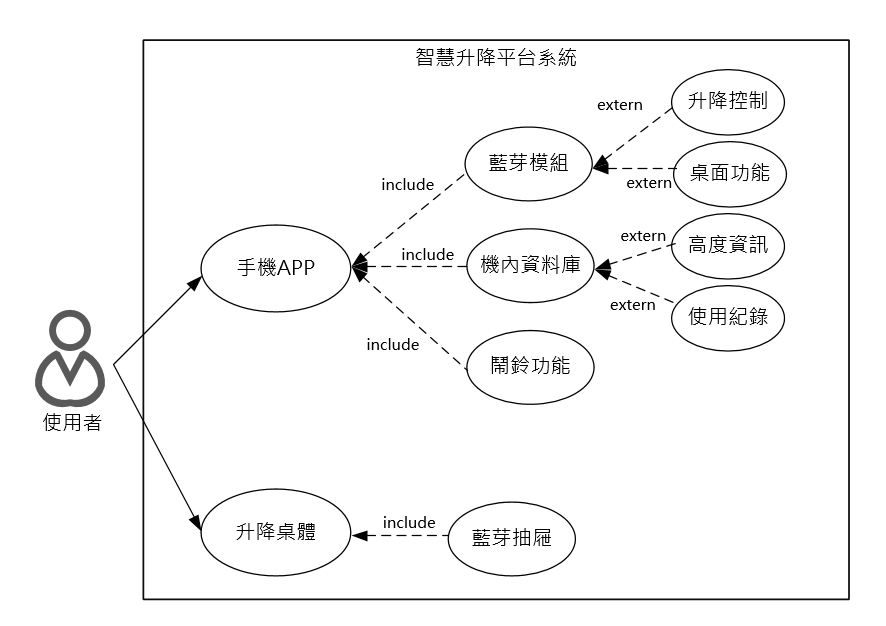 智慧升降平台系統
升降控制
extern
藍芽模組
桌面功能
extern
include
高度資訊
extern
include
機內資料庫
手機APP
extern
使用紀錄
include
鬧鈴功能
使用者
include
升降桌體
藍芽抽屜